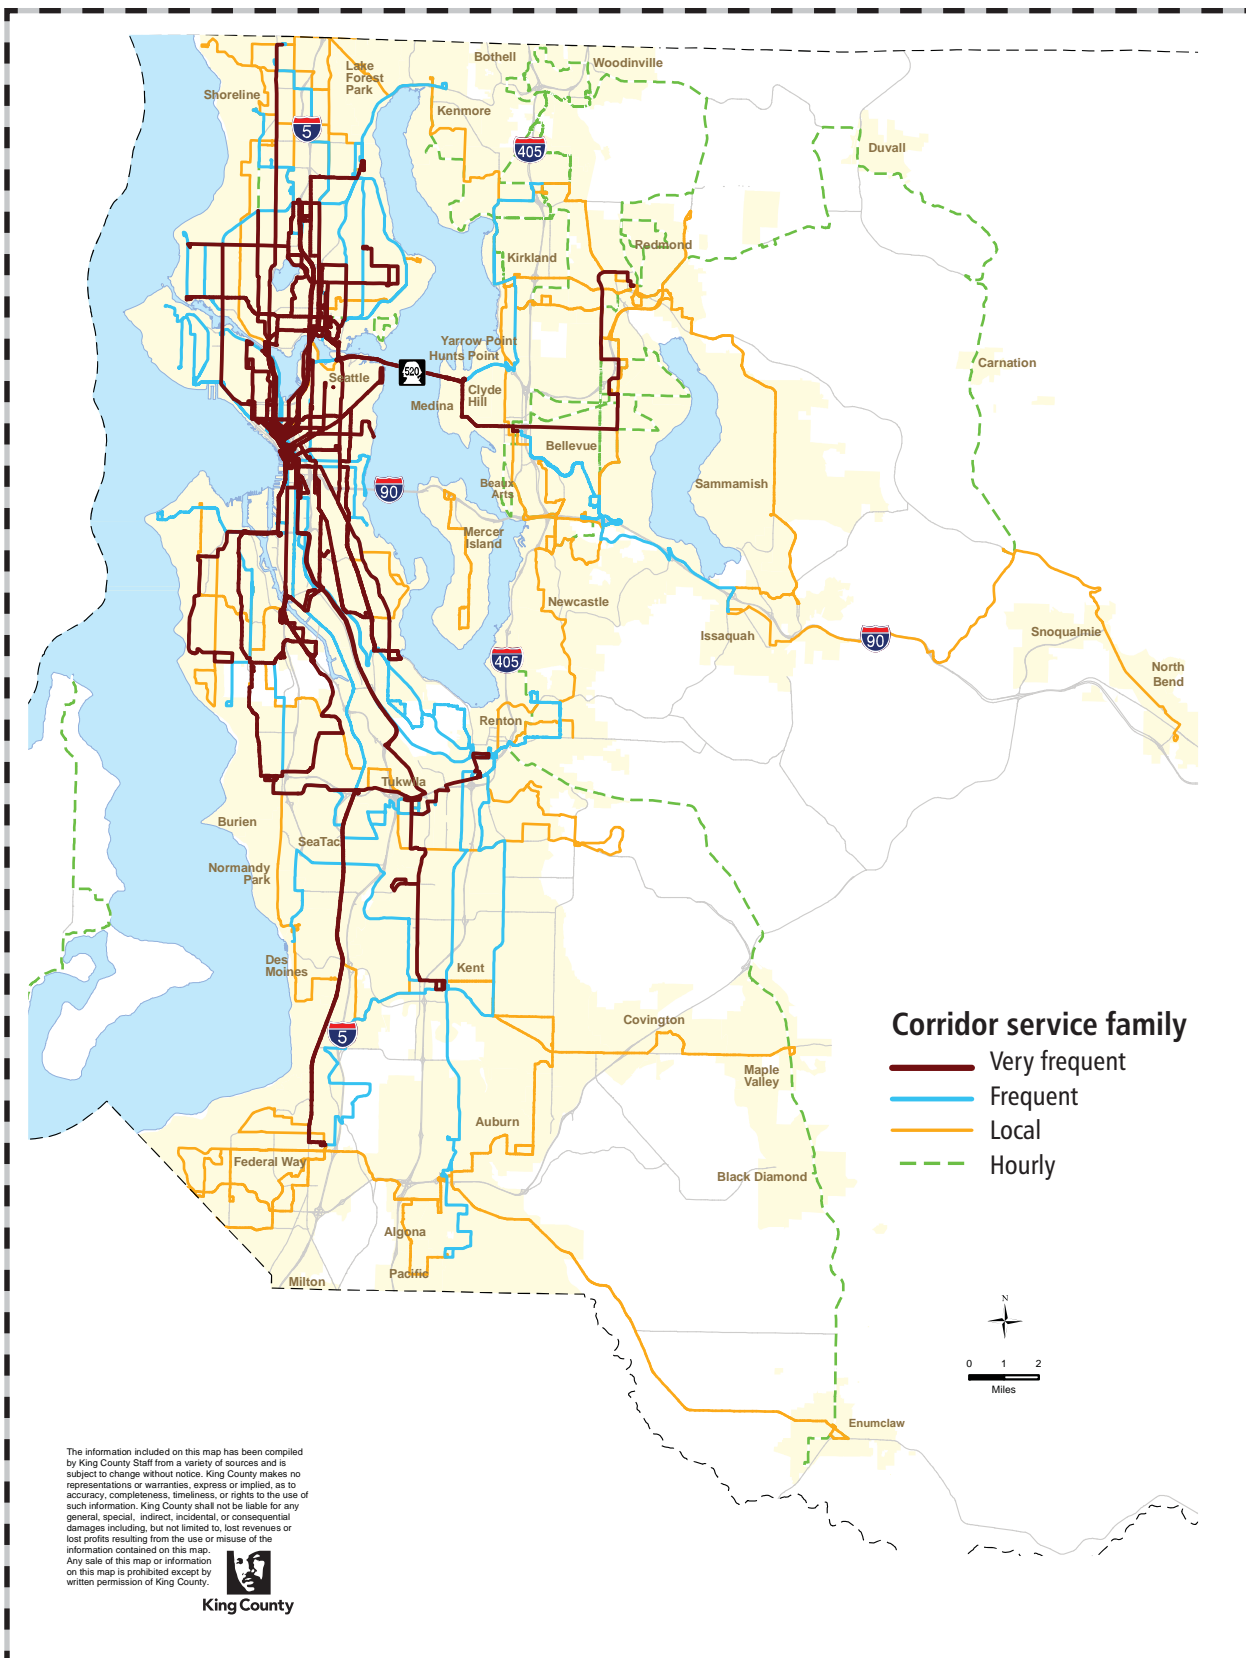 Bothell
Woodinville
Lake
Forest
Park
Shoreline
Kenmore
5
405
Duvall
Redmond
Kirkland
Yarrow Point
Hunts Point
Carnation
520
Seattle
Clyde
Hill
Medina
Bellevue
Beaux
Arts
Sammamish
90
Mercer
Island
Newcastle
Issaquah
90
Snoqualmie
405
North
Bend
Renton
Tukwila
Burien
SeaTac
Normandy
Park
Des
Moines
Kent
5
Covington
Maple
Valley
Auburn
Federal Way
Black Diamond
Algona
Pacific
Milton
Enumclaw
Corridor service family
Very frequent
Frequent
Local
Hourly
N
0 1 2
Miles
The information included on this map has been compiled
by King County Staff from a variety of sources and is
subject to change without notice. King County makes no
representations or warranties, express or implied, as to
accuracy, completeness, timeliness, or rights to the use of
such information. King County shall not be liable for any
general, special, indirect, incidental, or consequential
damages including, but not limited to, lost revenues or
lost profits resulting from the use or misuse of the
information contained on this map.
Any sale of this map or information
on this map is prohibited except by
written permission of King County.
King County